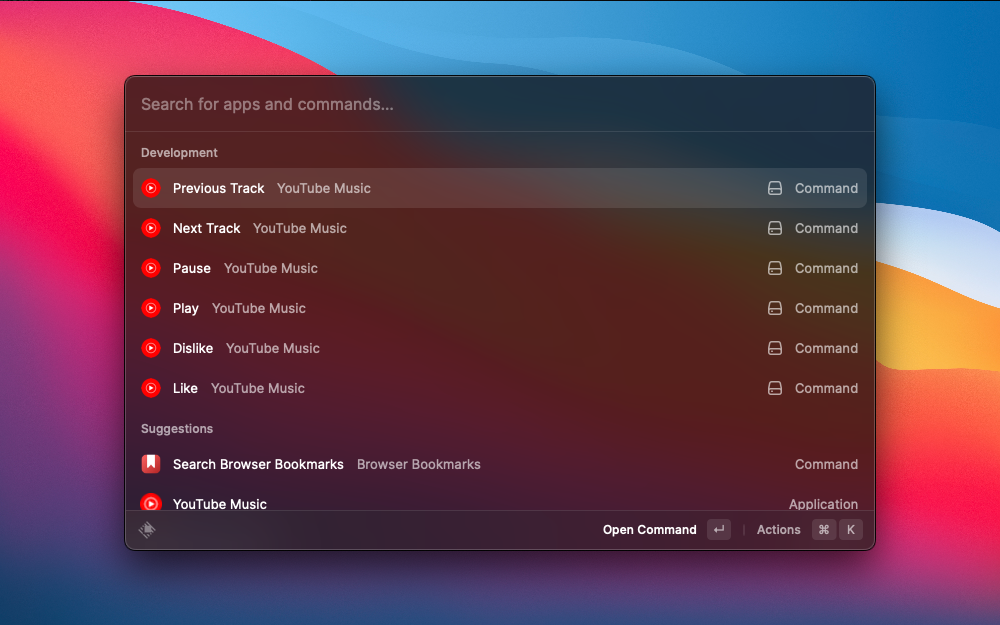 Search for apps and commands...
Development
Previous Track YouTube Music Command
Next Track YouTube Music Command
Pause YouTube Music Command
Play YouTube Music Command
Dislike YouTube Music Command
Like YouTube Music Command
Suggestions
Search Browser Bookmarks Browser Bookmarks Command
YouTube Music Application
Open Command ↵ Actions ⌘ K